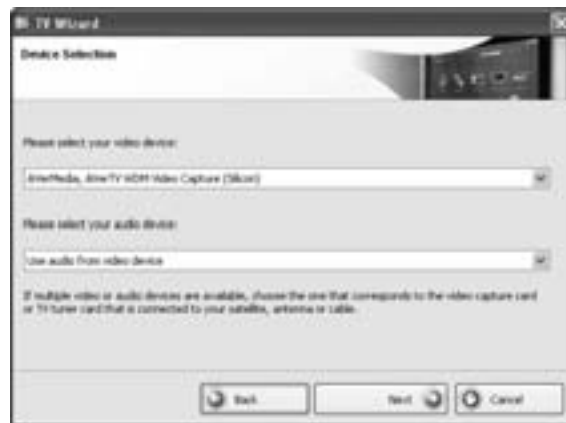 TV Wizard
Device Selection
Please select your video device:
AVerMedia, AVerTV WDM Video Capture (Silicon)
Please select your audio device:
Use audio from video device
If multiple video or audio devices are available, choose the one that corresponds to the video capture card
or TV tuner card that is connected to your satellite, antenna or cable.
Back
Next
Cancel